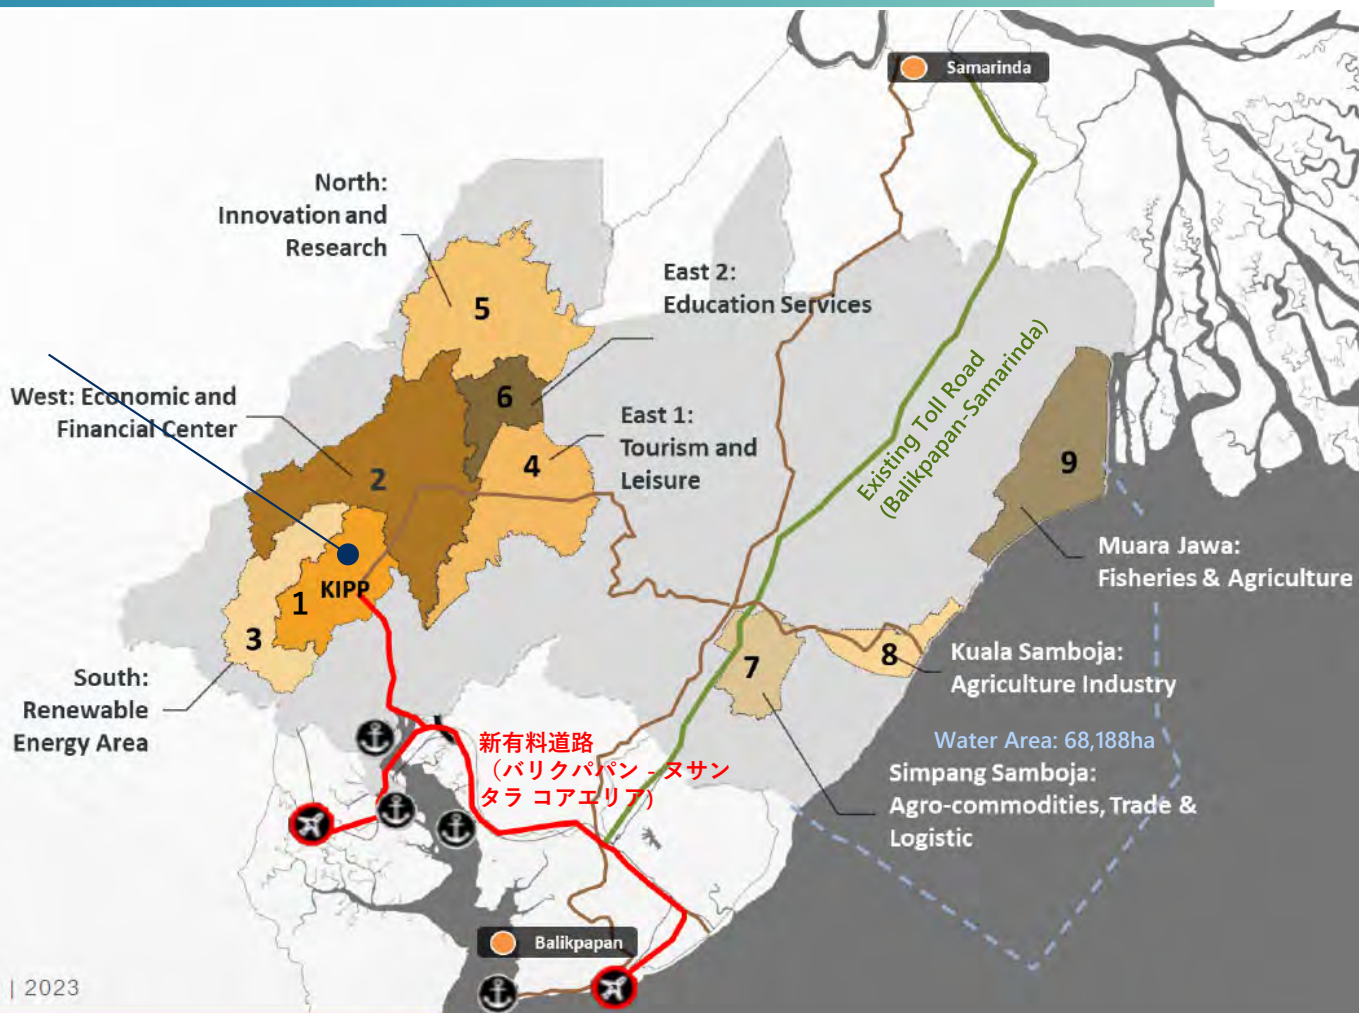 Samarinda
North:
Innovation and
Research
5
East 2:
Education Services
West: Economic and
Financial Center
6
East 1:
Tourism and
Leisure
4
2
Existing Toll Road
(Balikpapan-Samarinda)
9
Muara Jawa:
Fisheries & Agriculture
KIPP
1
3
South:
Renewable
Energy Area
7
8
Kuala Samboja:
Agriculture Industry
Water Area: 68,188ha
新有料道路
（バリクパパン - ヌサン
タラ コアエリア)
Simpang Samboja:
Agro-commodities, Trade &
Logistic
Balikpapan
| 2023